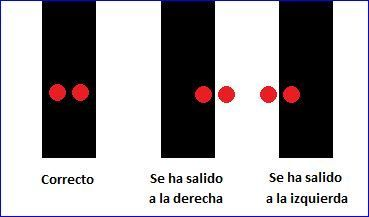 Correcto
Se ha salido
a la derecha
Se ha salido
a la izquierda